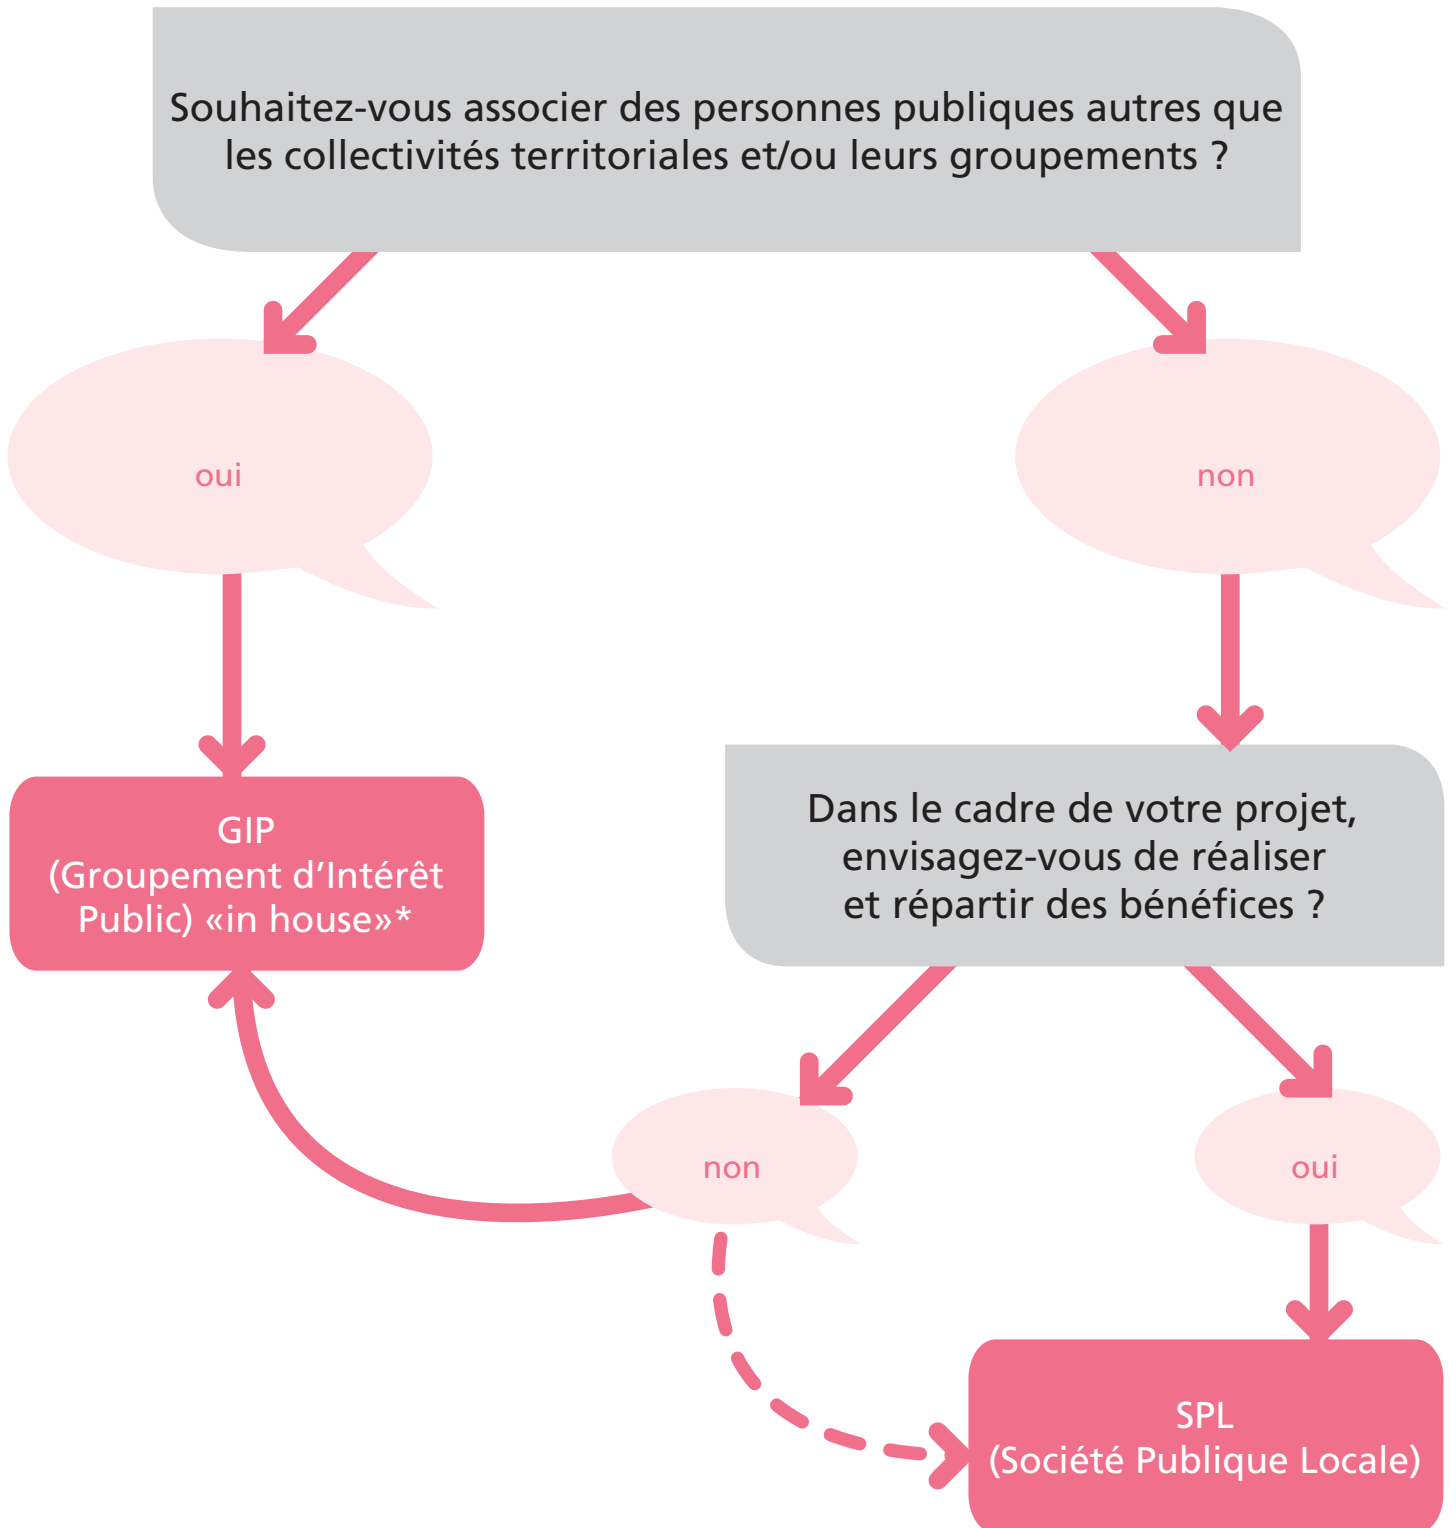 Souhaitez-vous associer des personnes publiques autres que
les collectivités territoriales et/ou leurs groupements ?
oui
non
GIP
(Groupement d’Intérêt
Public) «in house»*
Dans le cadre de votre projet,
envisagez-vous de réaliser
et répartir des bénéfices ?
non
oui
SPL
(Société Publique Locale)